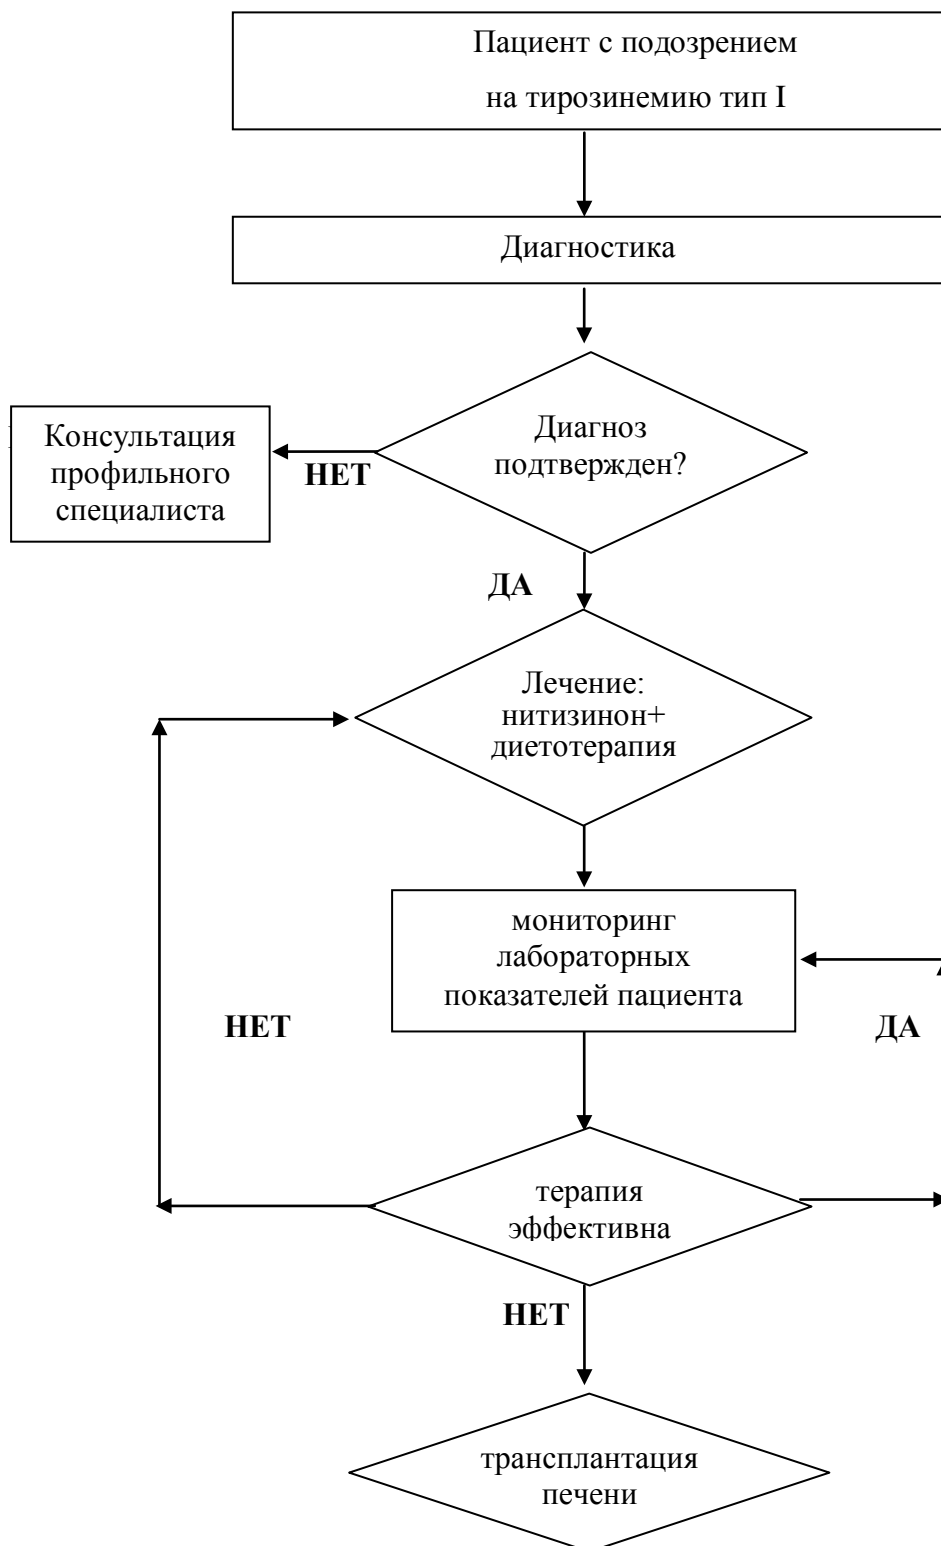 Пациент с подозрением
на тирозинемию тип I
Диагностика
Диагноз
подтвержден?
Консультация
профильного
специалиста
НЕТ
ДА
Лечение:
нитизинон+
диетотерапия
мониторинг
лабораторных
показателей пациента
НЕТ
ДА
терапия
эффективна
НЕТ
трансплантация
печени